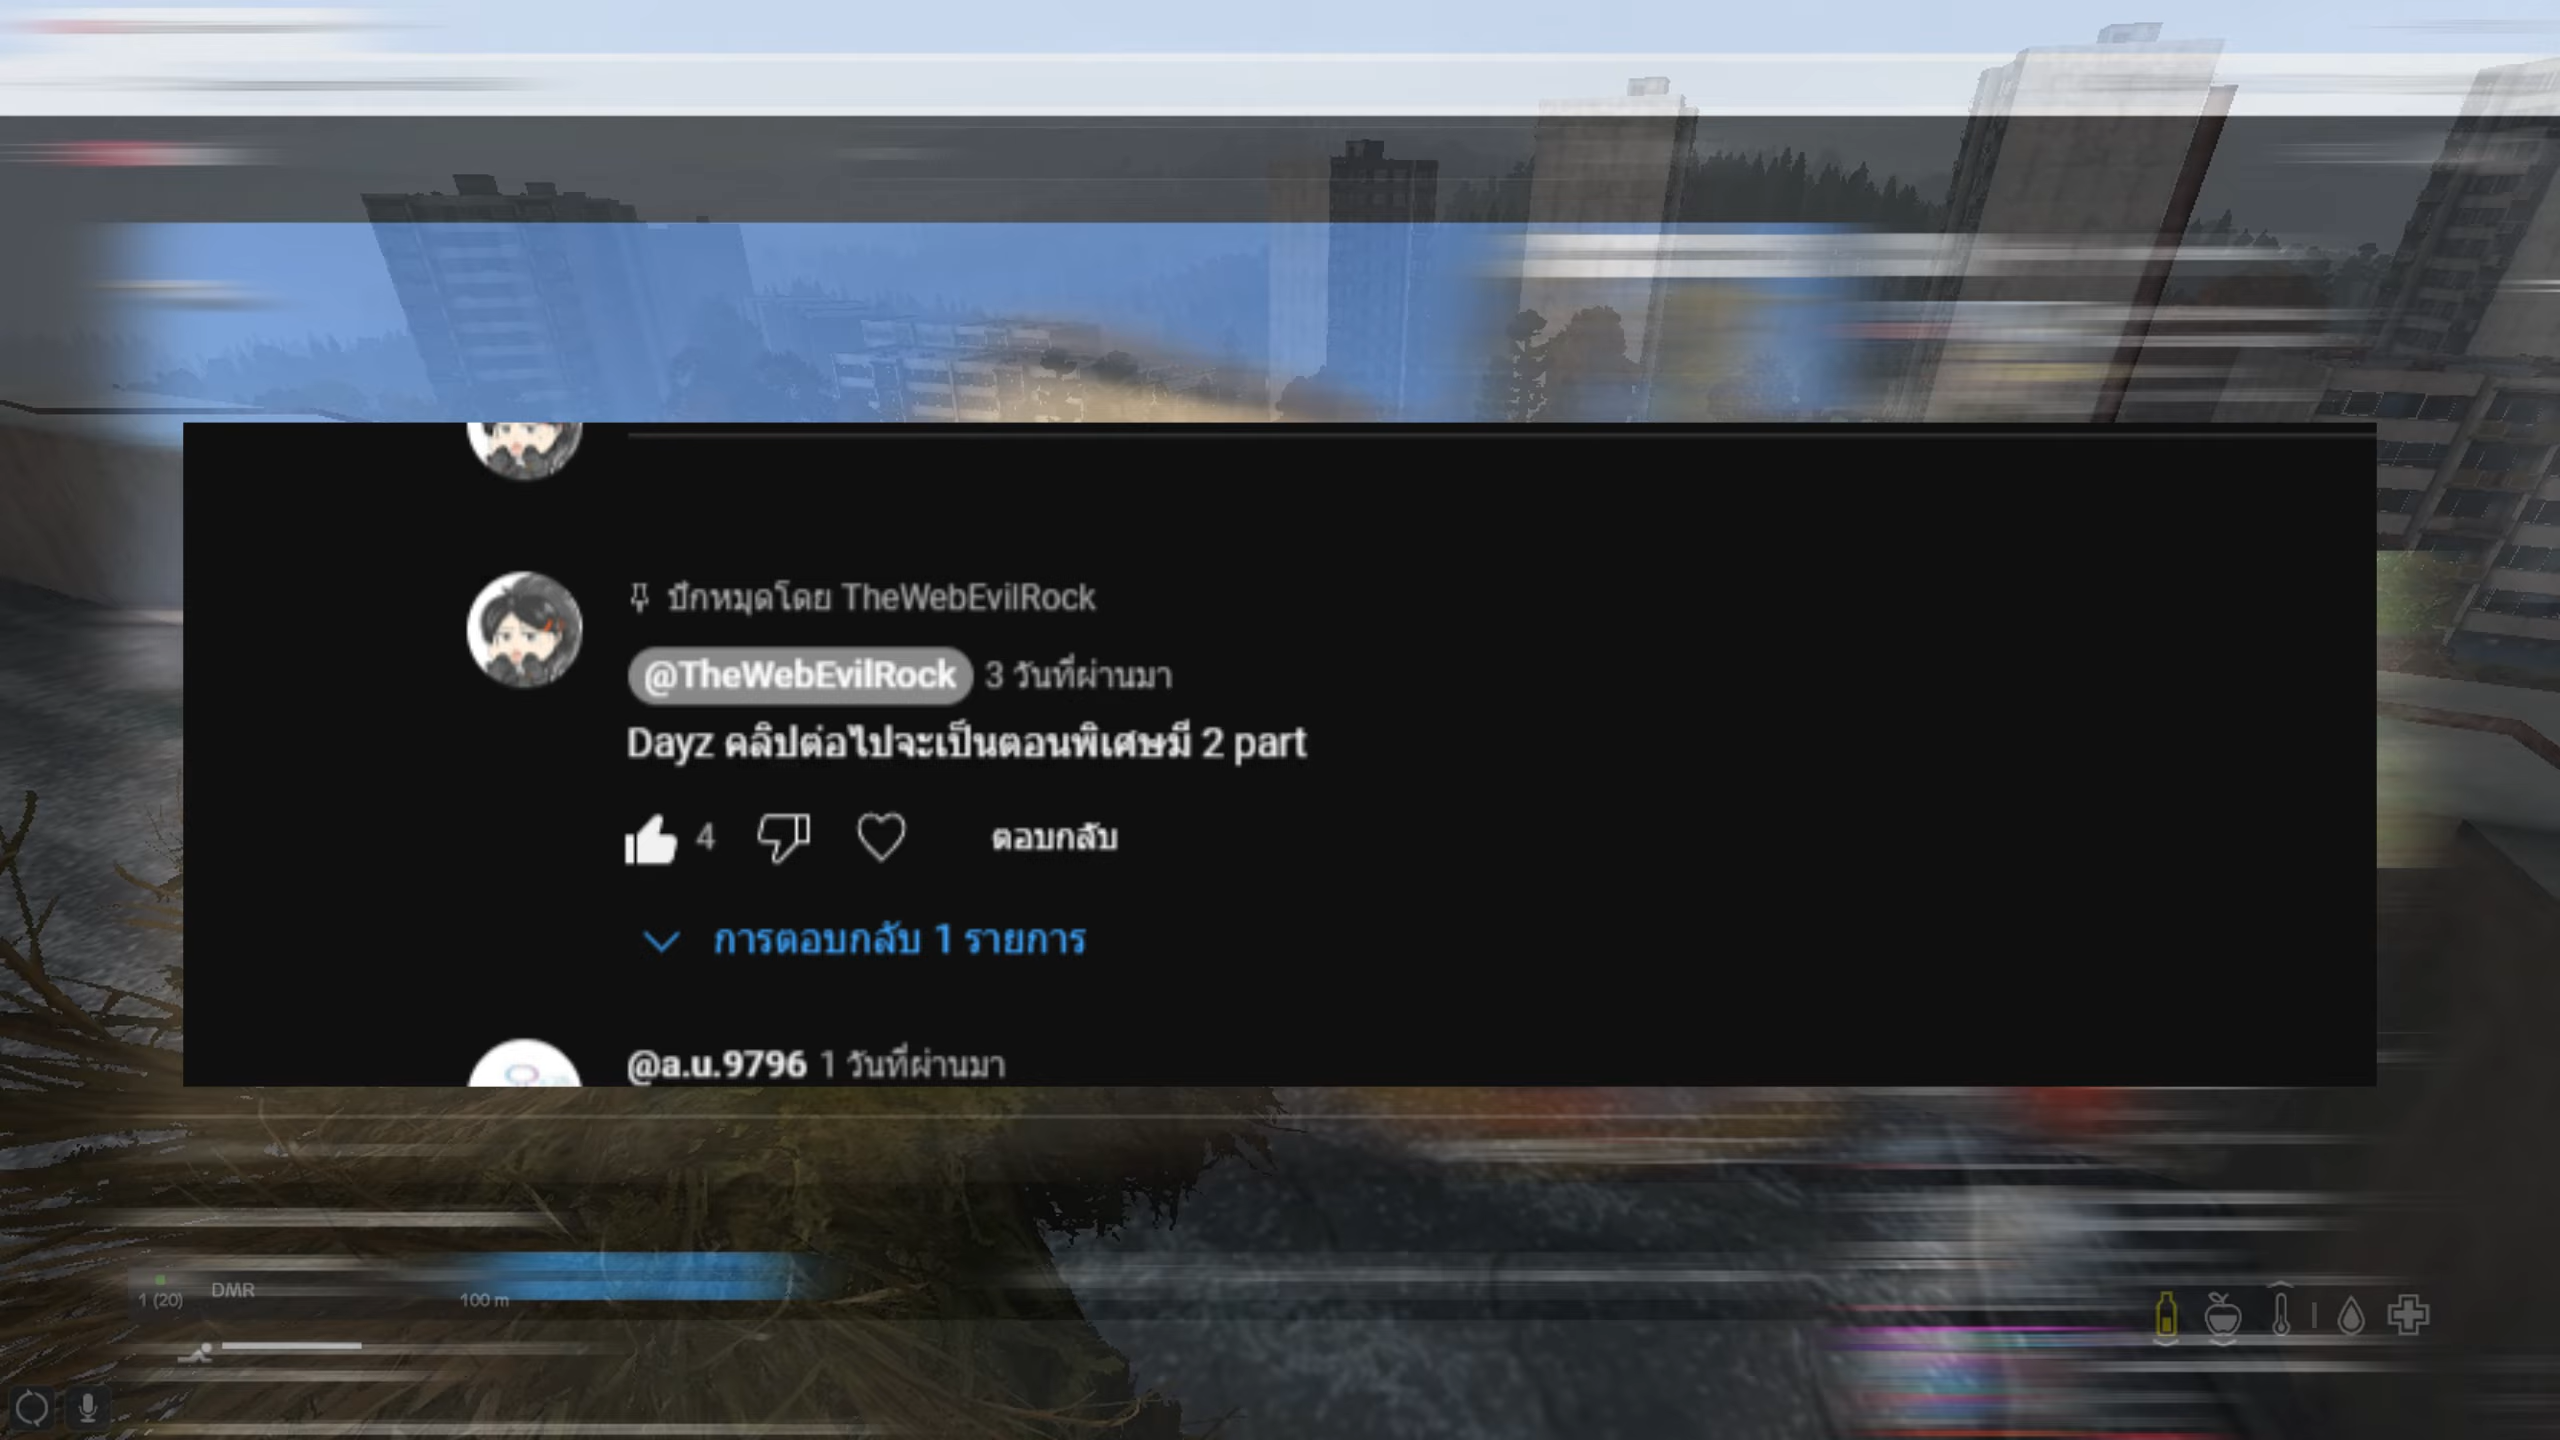 ปักหมุดโดย TheWebEvilRock
@TheWebEvilRock 3 วันที่ผ่านมา
Dayz คลิปต่อไปจะเป็นตอนพิเศษมี 2 part
4 ตอบกลับ
การตอบกลับ 1 รายการ
@a.u.9796 1 วันที่ผ่านมา
DMR
1 (20) 100 m